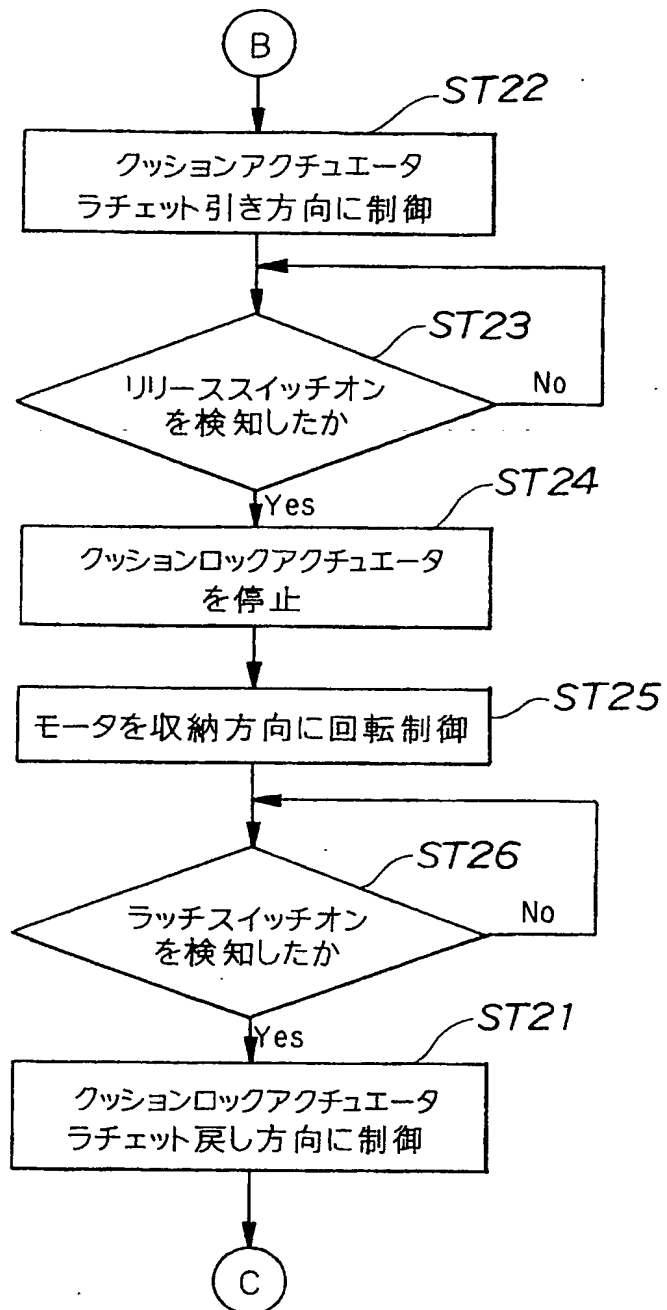 B
ST22
クッションアクチュエータ
ラチェット引き方向に制御
ST23
リリーススイッチオン
を検知したか
No
Yes
ST24
クッションロックアクチュエータ
を停止
ST25
モータを収納方向に回転制御
ST26
ラッチスイッチオン
を検知したか
No
Yes
ST21
クッションロックアクチュエータ
ラチェット戻し方向に制御
C